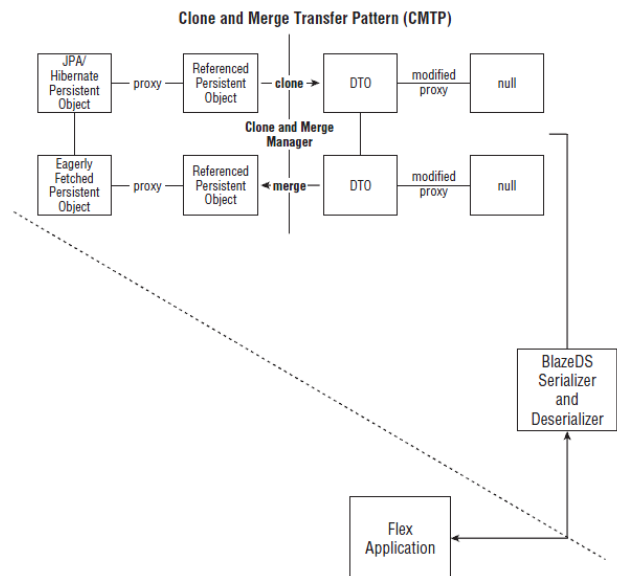 Clone and Merge Transfer Pattern (CMTP)
JPA/
Hibernate
Persistent
Object
proxy
Referenced
Persistent
Object
clone
DTO
modified
proxy
null
Clone and Merge
Manager
Eagerly
Fetched
Persistent
Object
proxy
Referenced
Persistent
Object
merge
DTO
modified
proxy
null
BlazeDS
Serializer
and
Deserializer
Flex
Application